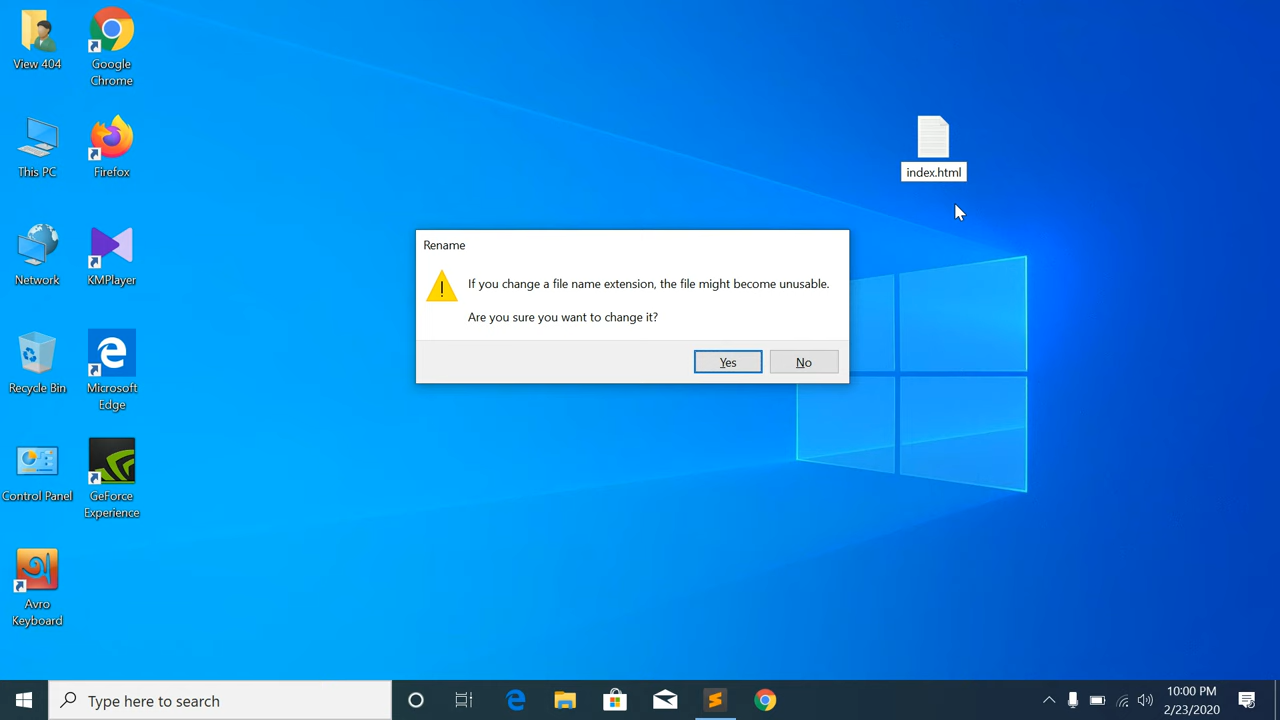 View 404
Google
Chrome
This PC
Firefox
Network
KMPlayer
Recycle Bin
Microsoft
Edge
Control Panel
GeForce
Experience
Avro
Keyboard
index.html
Rename
If you change a file name extension, the file might become unusable.
Are you sure you want to change it?
Yes
No
Type here to search
10:00 PM
2/23/2020